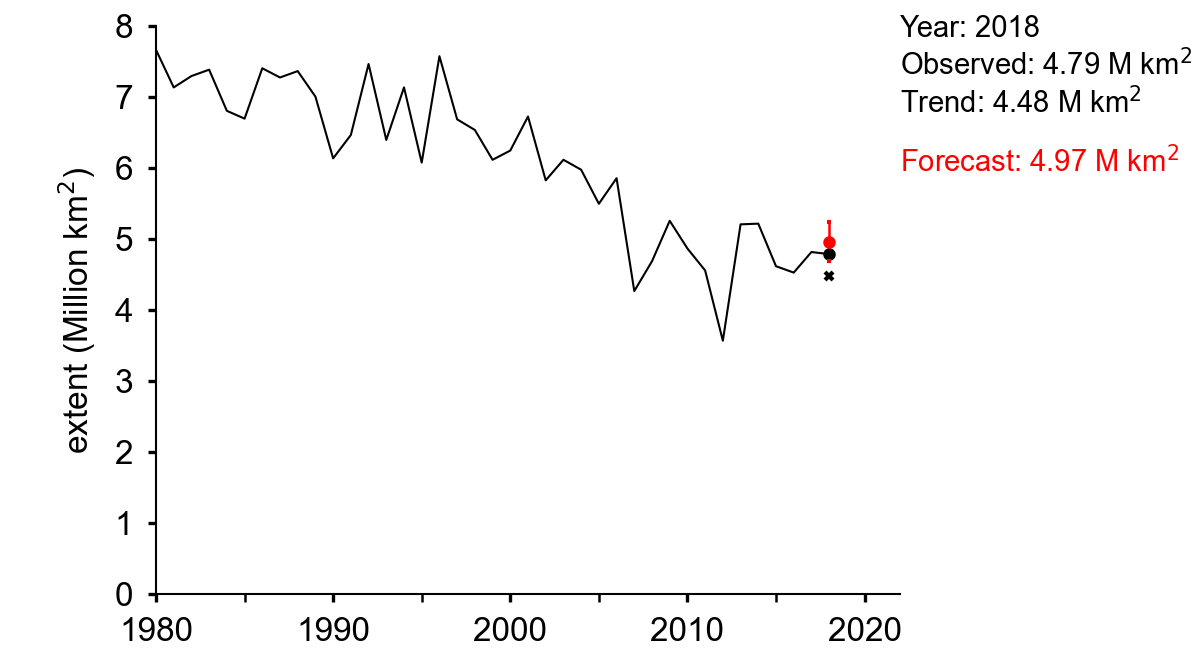 Year: 2018
Observed: 4.79 M km²
Trend: 4.48 M km²
Forecast: 4.97 M km²
extent (Million km²)
8
7
6
5
4
3
2
1
0
1980 1990 2000 2010 2020